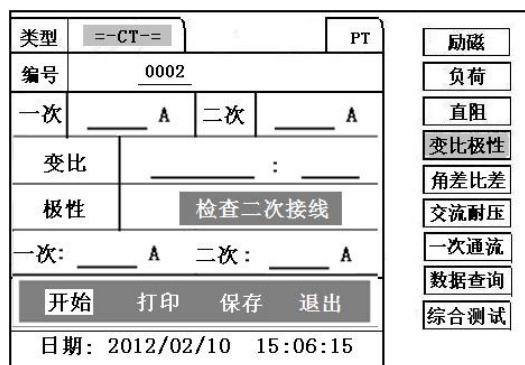 类型 =-CT-= PT
编号 0002
一次 A 二次 A
变比 :
极性 检查二次接线
一次: A 二次: A
开始 打印 保存 退出
日期: 2012/02/10 15:06:15
励磁
负荷
直阻
变比极性
角差比差
交流耐压
一次通流
数据查询
综合测试